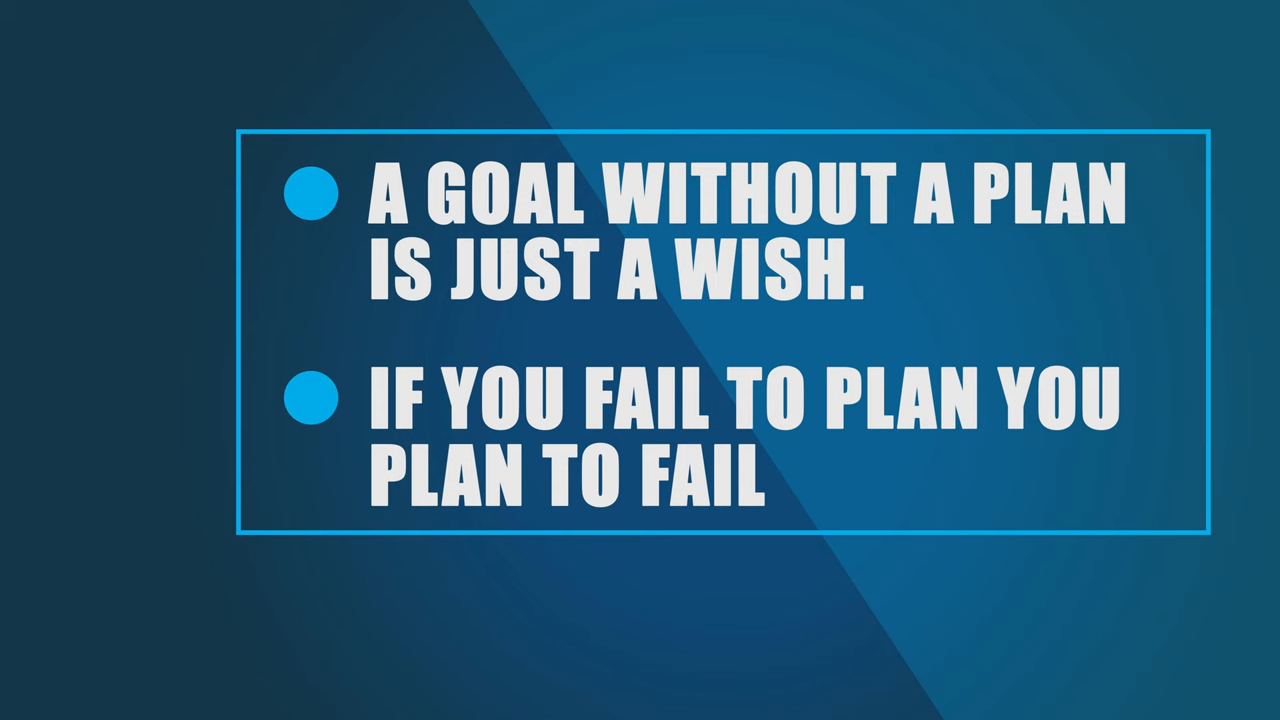 A GOAL WITHOUT A PLAN
IS JUST A WISH.
IF YOU FAIL TO PLAN YOU
PLAN TO FAIL